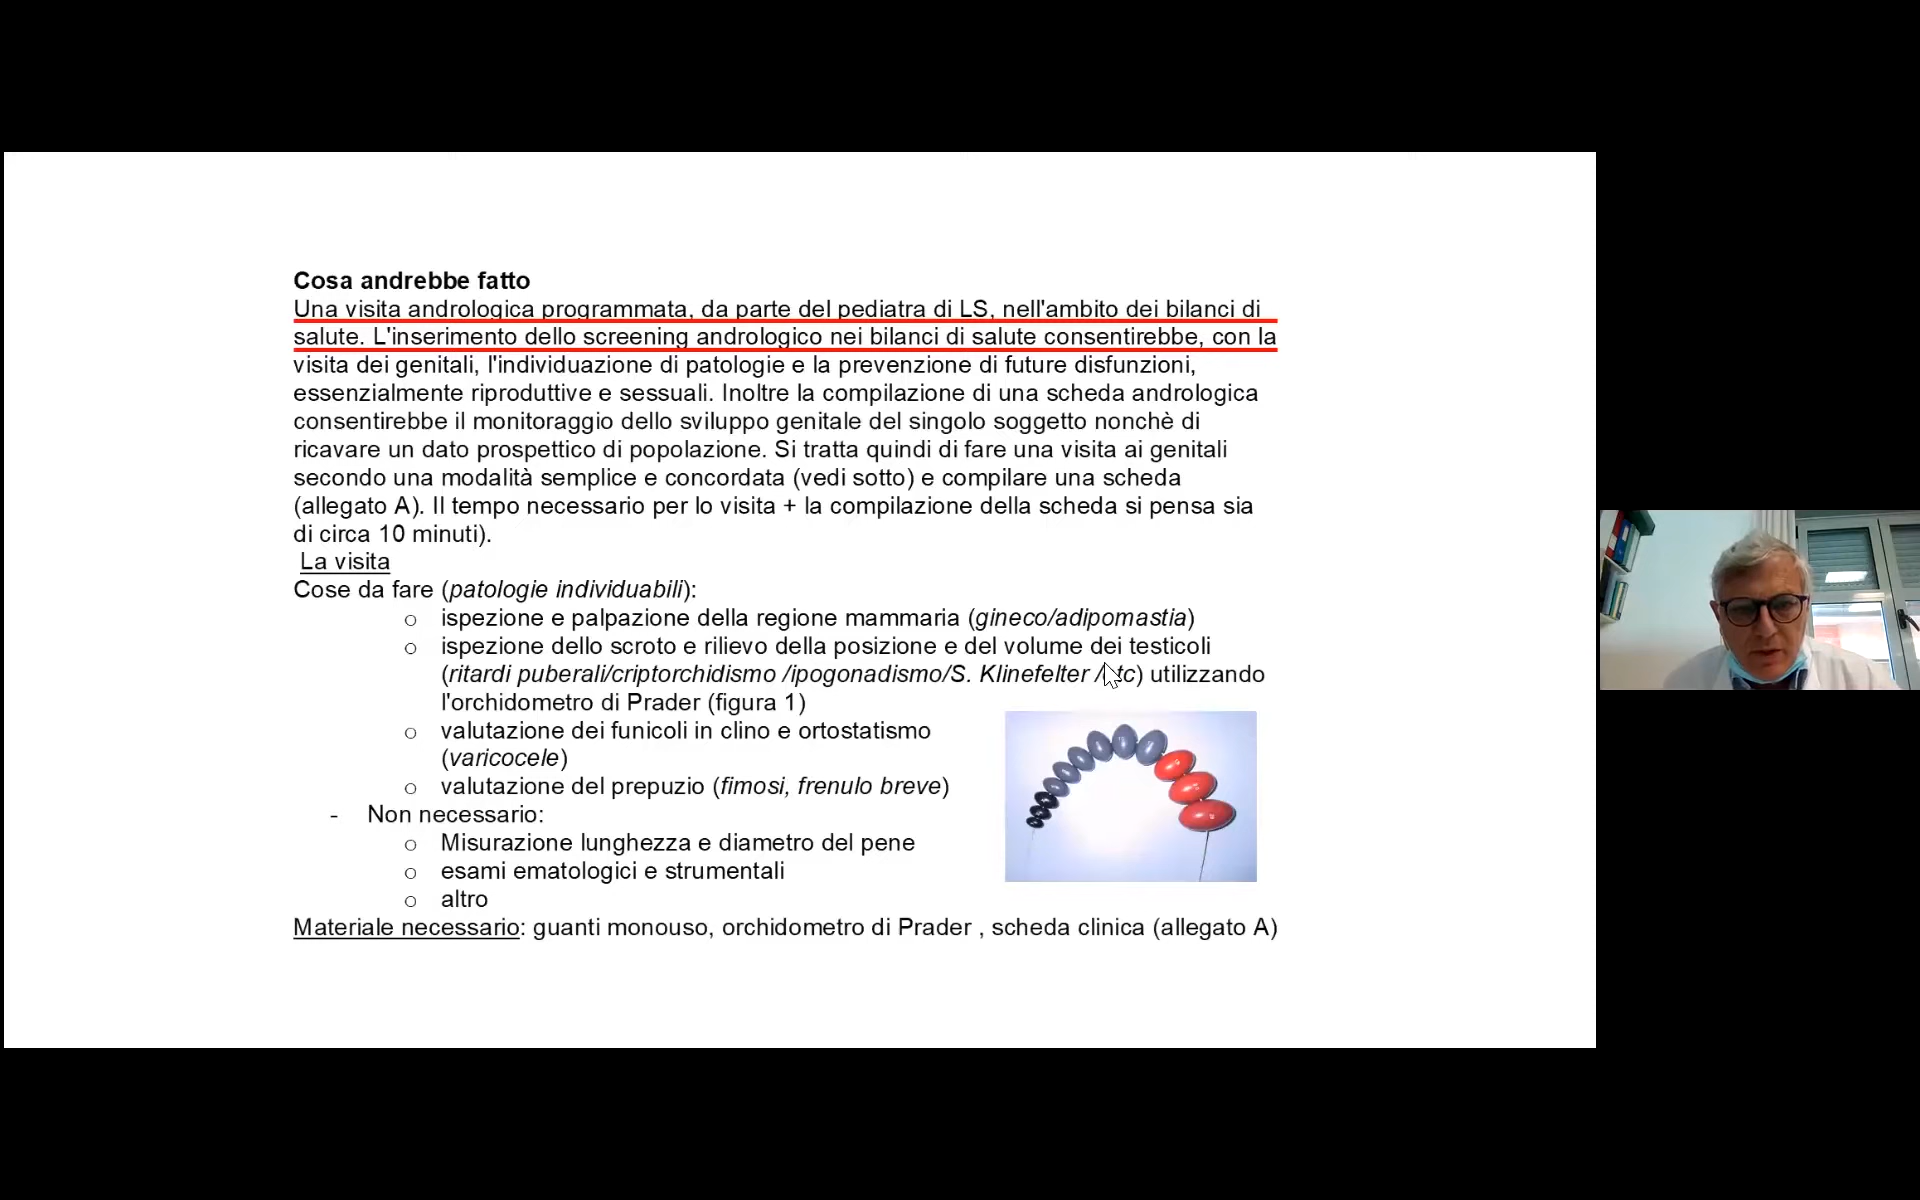 Cosa andrebbe fatto
Una visita andrologica programmata, da parte del pediatra di LS, nell'ambito dei bilanci di
salute. L'inserimento dello screening andrologico nei bilanci di salute consentirebbe, con la
visita dei genitali, l'individuazione di patologie e la prevenzione di future disfunzioni,
essenzialmente riproduttive e sessuali. Inoltre la compilazione di una scheda andrologica
consentirebbe il monitoraggio dello sviluppo genitale del singolo soggetto nonchè di
ricavare un dato prospettico di popolazione. Si tratta quindi di fare una visita ai genitali
secondo una modalità semplice e concordata (vedi sotto) e compilare una scheda
(allegato A). Il tempo necessario per lo visita + la compilazione della scheda si pensa sia
di circa 10 minuti).
La visita
Cose da fare (patologie individuabili):
o ispezione e palpazione della regione mammaria (gineco/adipomastia)
o ispezione dello scroto e rilievo della posizione e del volume dei testicoli
(ritardi puberali/criptorchidismo /ipogonadismo/S. Klinefelter /etc) utilizzando
l'orchidometro di Prader (figura 1)
o valutazione dei funicoli in clino e ortostatismo
(varicocele)
o valutazione del prepuzio (fimosi, frenulo breve)
- Non necessario:
o Misurazione lunghezza e diametro del pene
o esami ematologici e strumentali
o altro
Materiale necessario: guanti monouso, orchidometro di Prader , scheda clinica (allegato A)